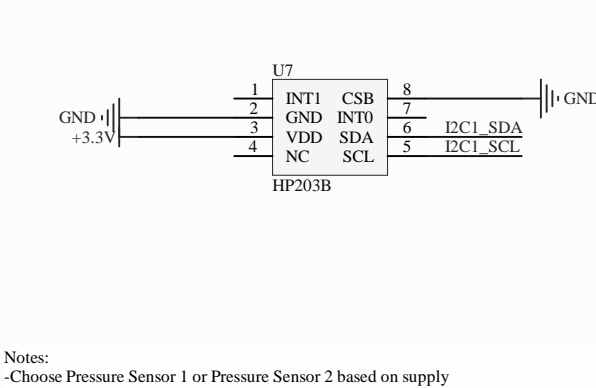 U7
1 INT1 CSB 8
GND 2 GND INT0 7 GND
+3.3V 3 VDD SDA 6 I2C1_SDA
4 NC SCL 5 I2C1_SCL
HP203B
Notes:
-Choose Pressure Sensor 1 or Pressure Sensor 2 based on supply